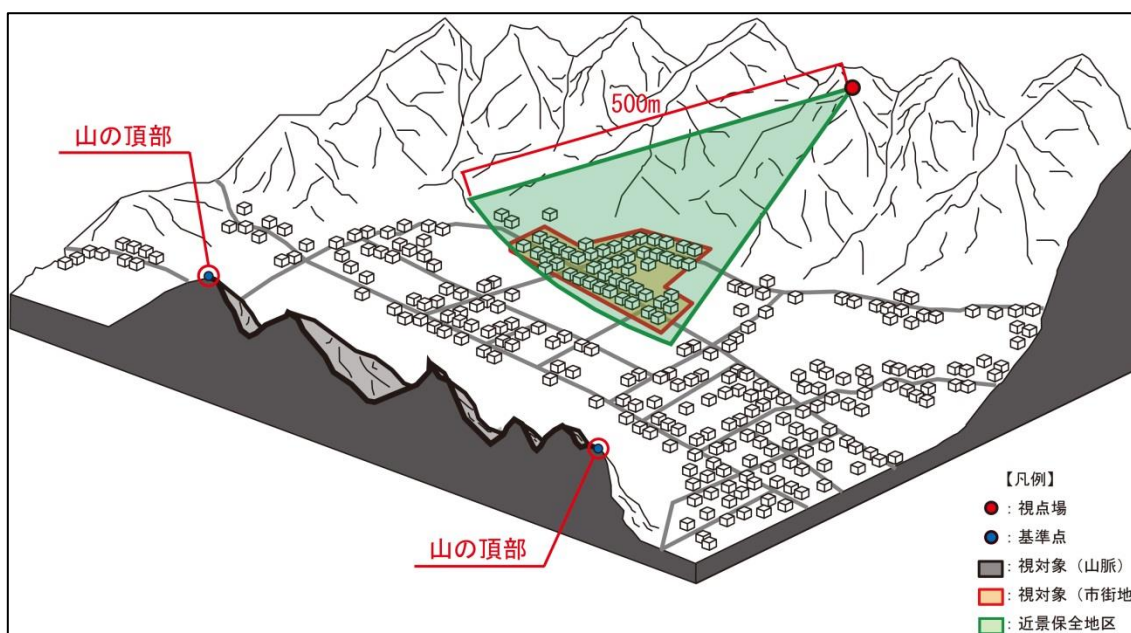 500m
山の頂部
山の頂部
【凡例】
：視点場
：基準点
：視対象（山脈）
：視対象（市街地
：近景保全地区